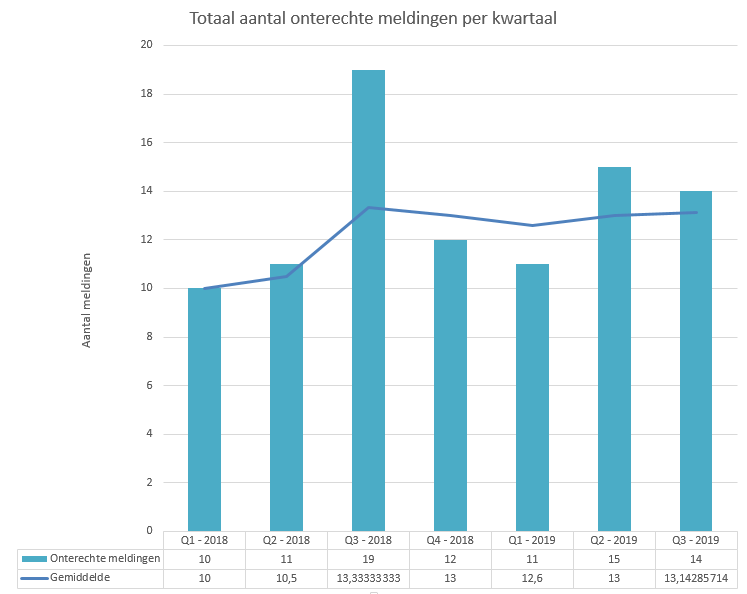 Totaal aantal onterechte meldingen per kwartaal
20
18
16
14
12
10
8
6
4
2
0
Aantal meldingen
Q1 - 2018 Q2 - 2018 Q3 - 2018 Q4 - 2018 Q1 - 2019 Q2 - 2019 Q3 - 2019
Onterechte meldingen 10 11 19 12 11 15 14
Gemiddelde 10 10,5 13,33333333 13 12,6 13 13,14285714